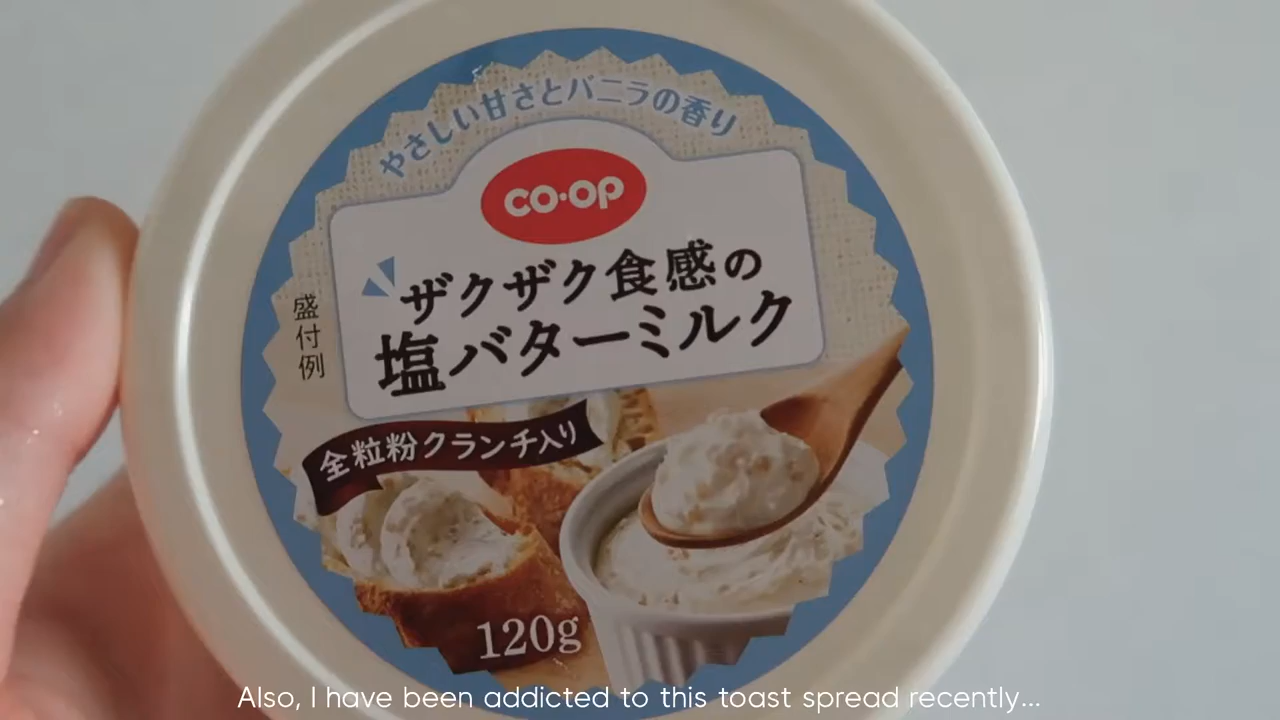 やさしい甘さとバニラの香り
co・op
ザクザク食感の
塩バターミルク
盛付例
全粒粉クランチ入り
120g
Also, I have been addicted to this toast spread recently...